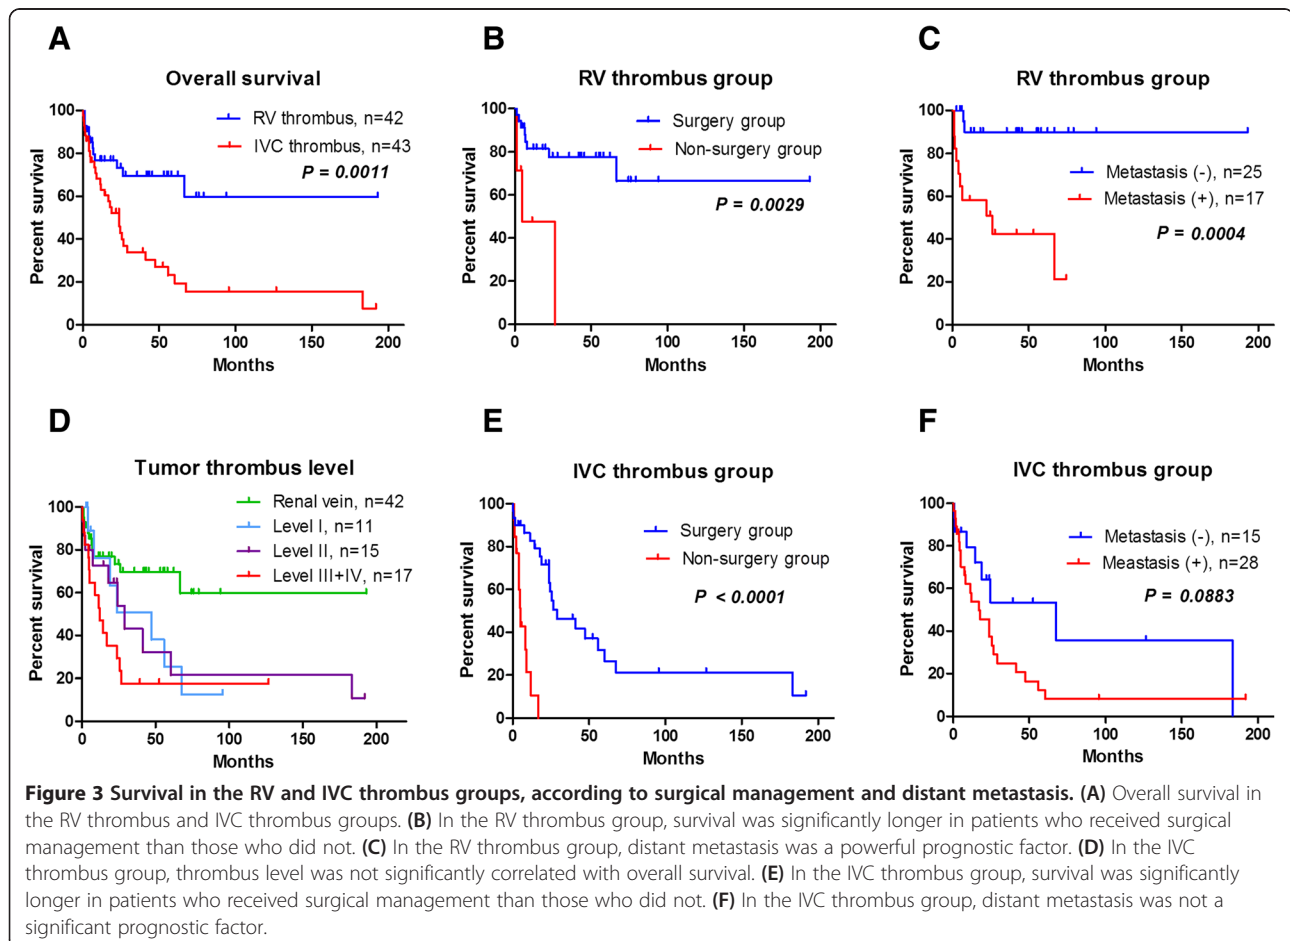 A
Overall survival
RV thrombus, n=42
IVC thrombus, n=43
P = 0.0011
Percent survival
100
80
60
40
20
0
0 50 100 150 200
Months
B
RV thrombus group
Surgery group
Non-surgery group
P = 0.0029
Percent survival
100
80
60
40
20
0
0 50 100 150 200
Months
C
RV thrombus group
Metastasis (-), n=25
Metastasis (+), n=17
P = 0.0004
Percent survival
100
80
60
40
20
0
0 50 100 150 200
Months
D
Tumor thrombus level
Renal vein, n=42
Level I, n=11
Level II, n=15
Level III+IV, n=17
Percent survival
100
80
60
40
20
0
0 50 100 150 200
Months
E
IVC thrombus group
Surgery group
Non-surgery group
P < 0.0001
Percent survival
100
80
60
40
20
0
0 50 100 150 200
Months
F
IVC thrombus group
Metastasis (-), n=15
Meastasis (+), n=28
P = 0.0883
Percent survival
100
80
60
40
20
0
0 50 100 150 200
Months
Figure 3 Survival in the RV and IVC thrombus groups, according to surgical management and distant metastasis. (A) Overall survival in
the RV thrombus and IVC thrombus groups. (B) In the RV thrombus group, survival was significantly longer in patients who received surgical
management than those who did not. (C) In the RV thrombus group, distant metastasis was a powerful prognostic factor. (D) In the IVC
thrombus group, thrombus level was not significantly correlated with overall survival. (E) In the IVC thrombus group, survival was significantly
longer in patients who received surgical management than those who did not. (F) In the IVC thrombus group, distant metastasis was not a
significant prognostic factor.